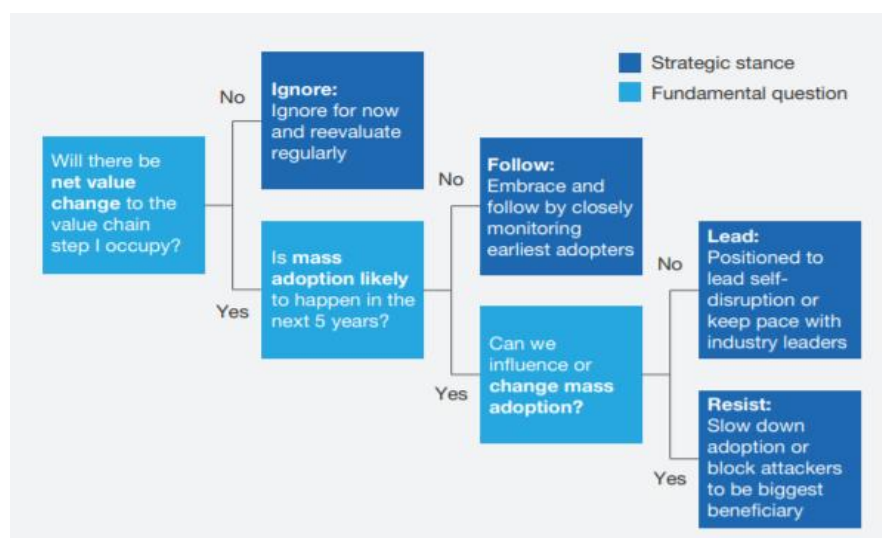 Strategic stance
Fundamental question
Will there be
net value
change to the
value chain
step I occupy?
No
Yes
Ignore:
Ignore for now
and reevaluate
regularly
Is mass
adoption likely
to happen in the
next 5 years?
No
Yes
Follow:
Embrace and
follow by closely
monitoring
earliest adopters
Can we
influence or
change mass
adoption?
No
Yes
Lead:
Positioned to
lead self-
disruption or
keep pace with
industry leaders
Resist:
Slow down
adoption or
block attackers
to be biggest
beneficiary